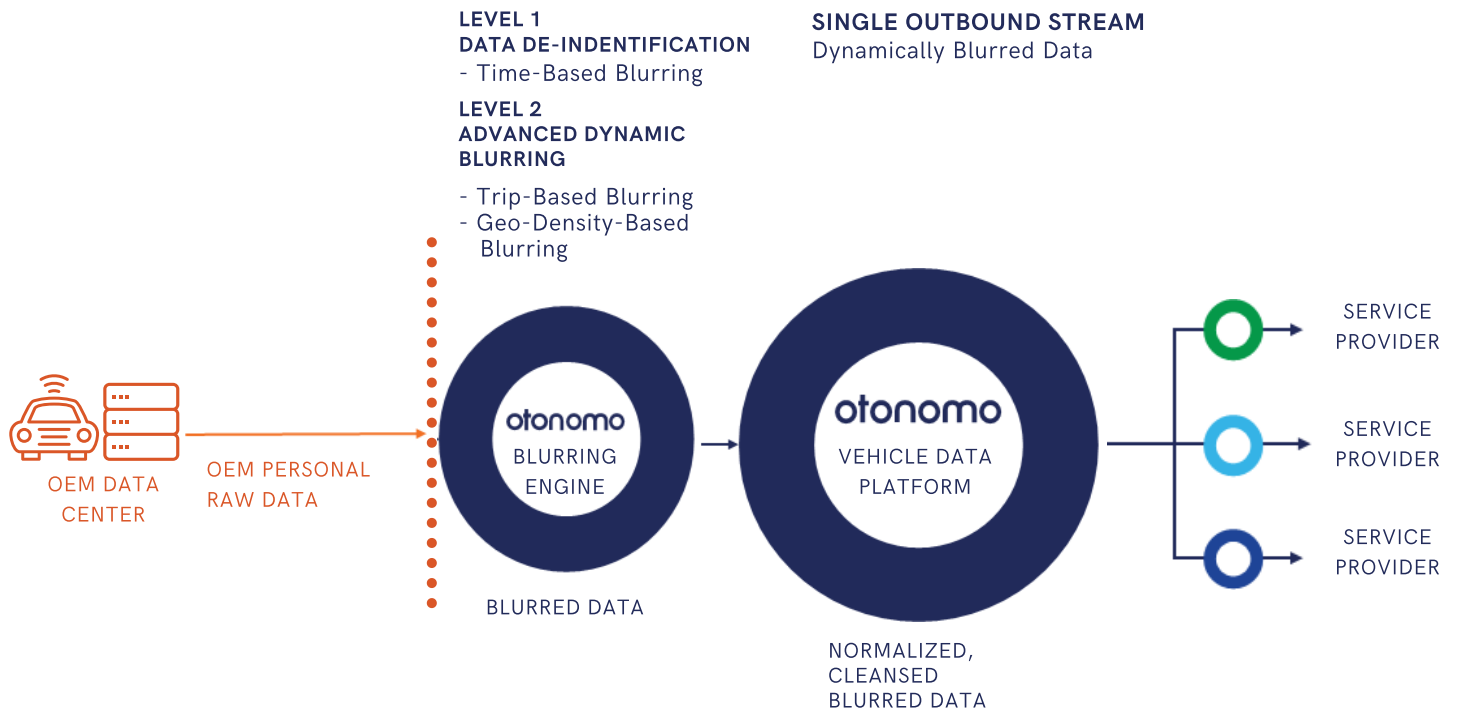 LEVEL 1
DATA DE-INDENTIFICATION
- Time-Based Blurring
LEVEL 2
ADVANCED DYNAMIC
BLURRING
- Trip-Based Blurring
- Geo-Density-Based
Blurring
SINGLE OUTBOUND STREAM
Dynamically Blurred Data
OEM DATA
CENTER
OEM PERSONAL
RAW DATA
otonomo
BLURRING
ENGINE
BLURRED DATA
otonomo
VEHICLE DATA
PLATFORM
NORMALIZED,
CLEANSED
BLURRED DATA
SERVICE
PROVIDER
SERVICE
PROVIDER
SERVICE
PROVIDER